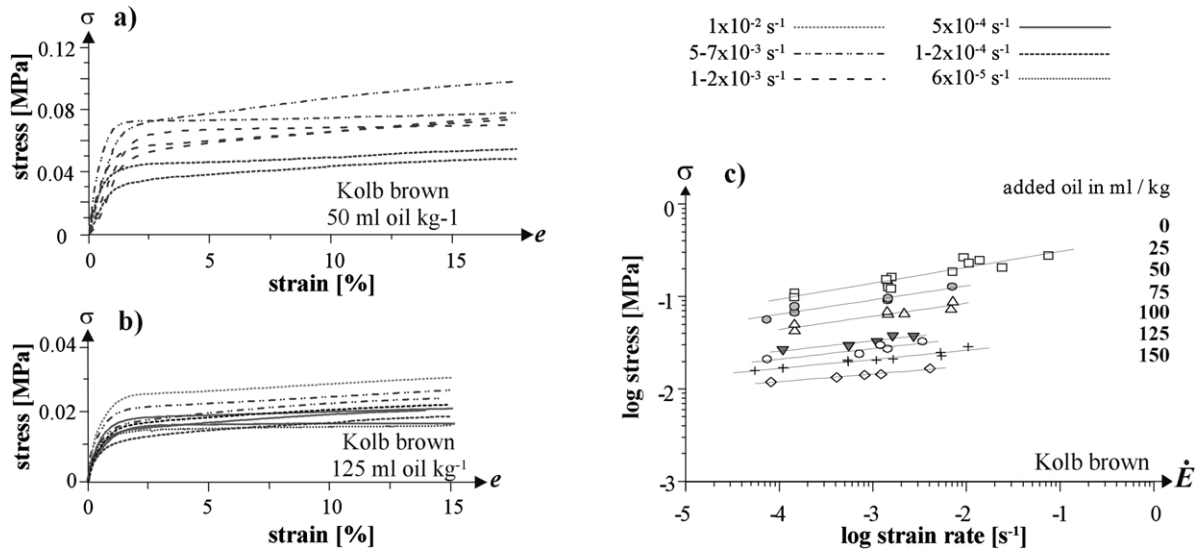 σ a)
stress [MPa]
0.12
0.08
0.04
0
0 5 10 15
Kolb brown
50 ml oil kg-1
e
strain [%]
σ b)
stress [MPa]
0.04
0.02
0
0 5 10 15
Kolb brown
125 ml oil kg⁻¹
e
strain [%]
1x10⁻² s⁻¹
5-7x10⁻³ s⁻¹
1-2x10⁻³ s⁻¹
5x10⁻⁴ s⁻¹
1-2x10⁻⁴ s⁻¹
6x10⁻⁵ s⁻¹
σ c)
log stress [MPa]
0
-1
-2
-3
-5 -4 -3 -2 -1 0
added oil in ml / kg
0
25
50
75
100
125
150
Kolb brown
Ė
log strain rate [s⁻¹]